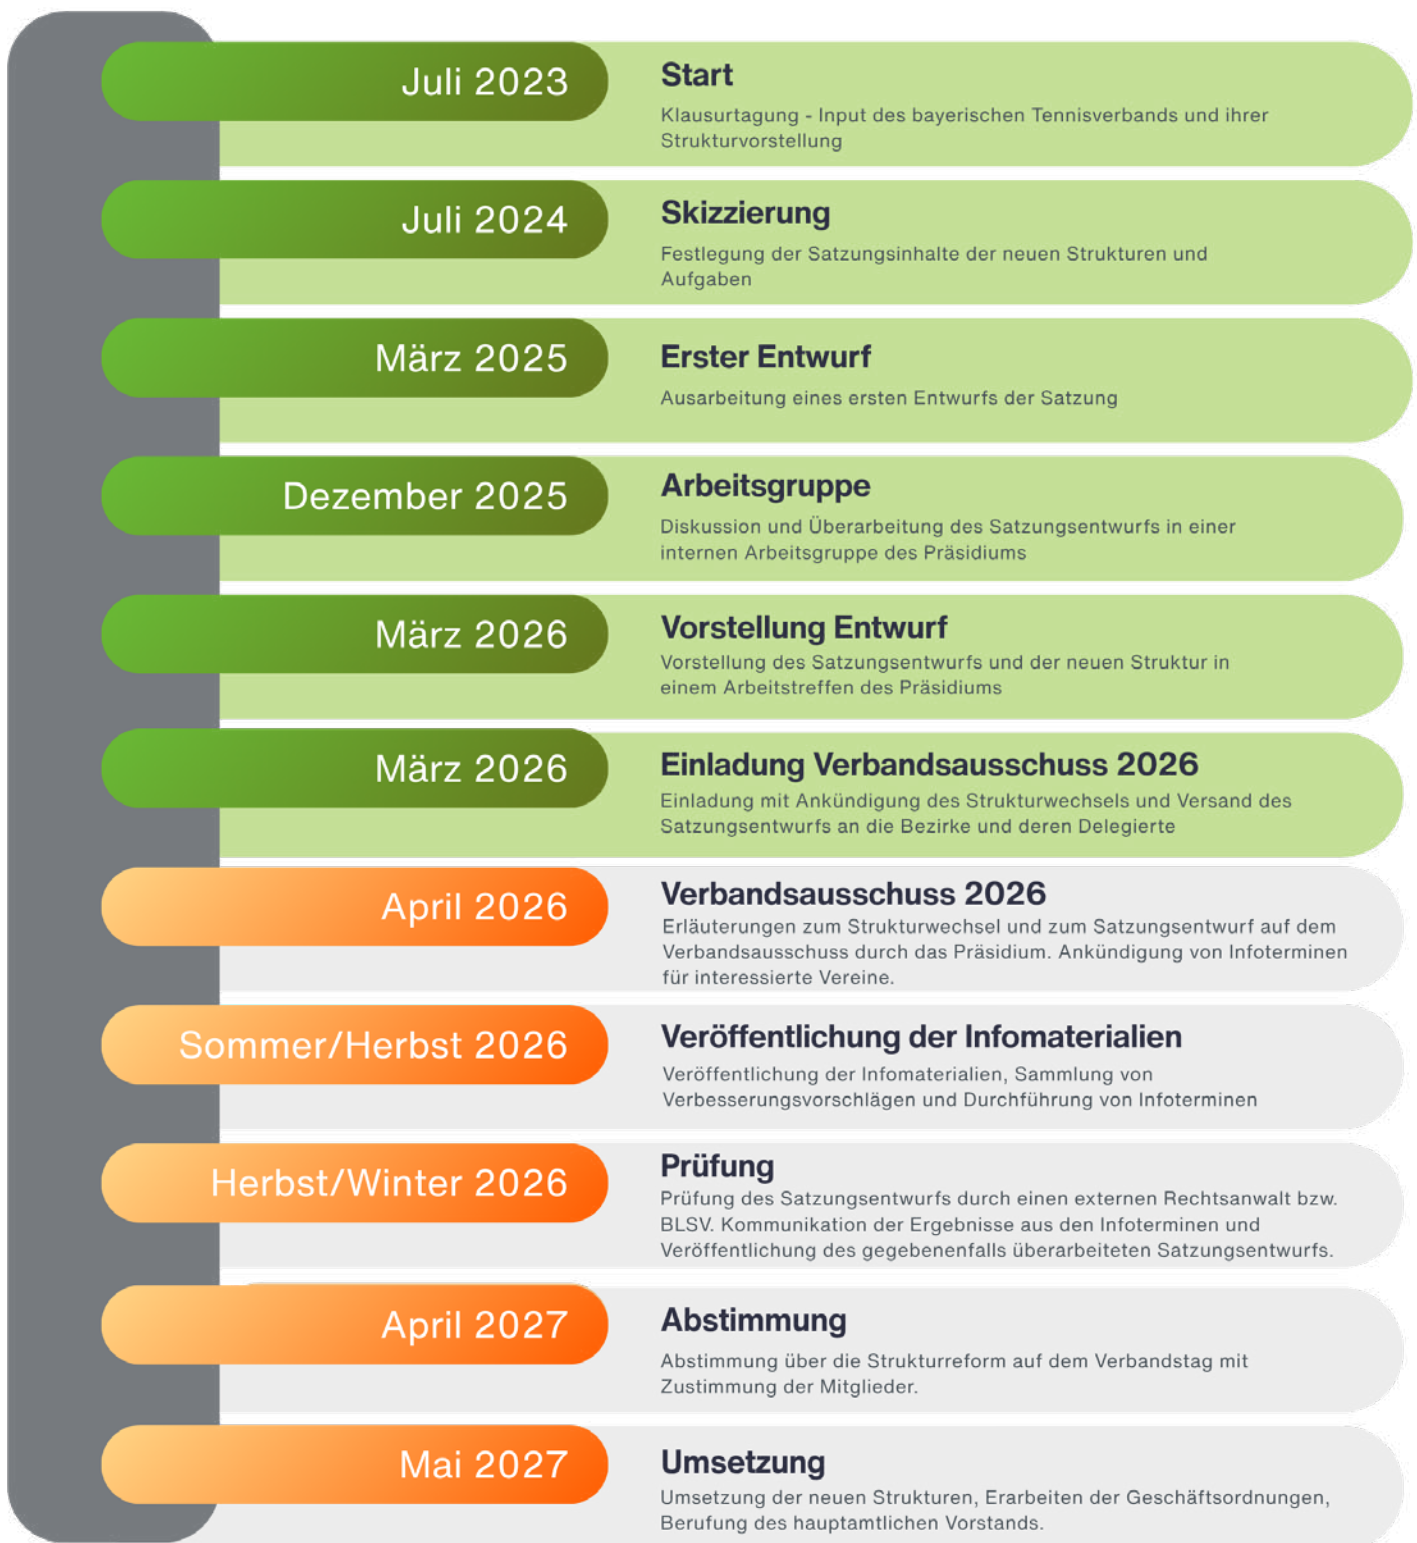 Juli 2023
Start
Klausurtagung - Input des bayerischen Tennisverbands und ihrer
Strukturvorstellung
Juli 2024
Skizzierung
Festlegung der Satzungsinhalte der neuen Strukturen und
Aufgaben
März 2025
Erster Entwurf
Ausarbeitung eines ersten Entwurfs der Satzung
Dezember 2025
Arbeitsgruppe
Diskussion und Überarbeitung des Satzungsentwurfs in einer
internen Arbeitsgruppe des Präsidiums
März 2026
Vorstellung Entwurf
Vorstellung des Satzungsentwurfs und der neuen Struktur in
einem Arbeitstreffen des Präsidiums
März 2026
Einladung Verbandsausschuss 2026
Einladung mit Ankündigung des Strukturwechsels und Versand des
Satzungsentwurfs an die Bezirke und deren Delegierte
April 2026
Verbandsausschuss 2026
Erläuterungen zum Strukturwechsel und zum Satzungsentwurf auf dem
Verbandsausschuss durch das Präsidium. Ankündigung von Infoterminen
für interessierte Vereine.
Sommer/Herbst 2026
Veröffentlichung der Infomaterialien
Veröffentlichung der Infomaterialien, Sammlung von
Verbesserungsvorschlägen und Durchführung von Infoterminen
Herbst/Winter 2026
Prüfung
Prüfung des Satzungsentwurfs durch einen externen Rechtsanwalt bzw.
BLSV. Kommunikation der Ergebnisse aus den Infoterminen und
Veröffentlichung des gegebenenfalls überarbeiteten Satzungsentwurfs.
April 2027
Abstimmung
Abstimmung über die Strukturreform auf dem Verbandstag mit
Zustimmung der Mitglieder.
Mai 2027
Umsetzung
Umsetzung der neuen Strukturen, Erarbeiten der Geschäftsordnungen,
Berufung des hauptamtlichen Vorstands.